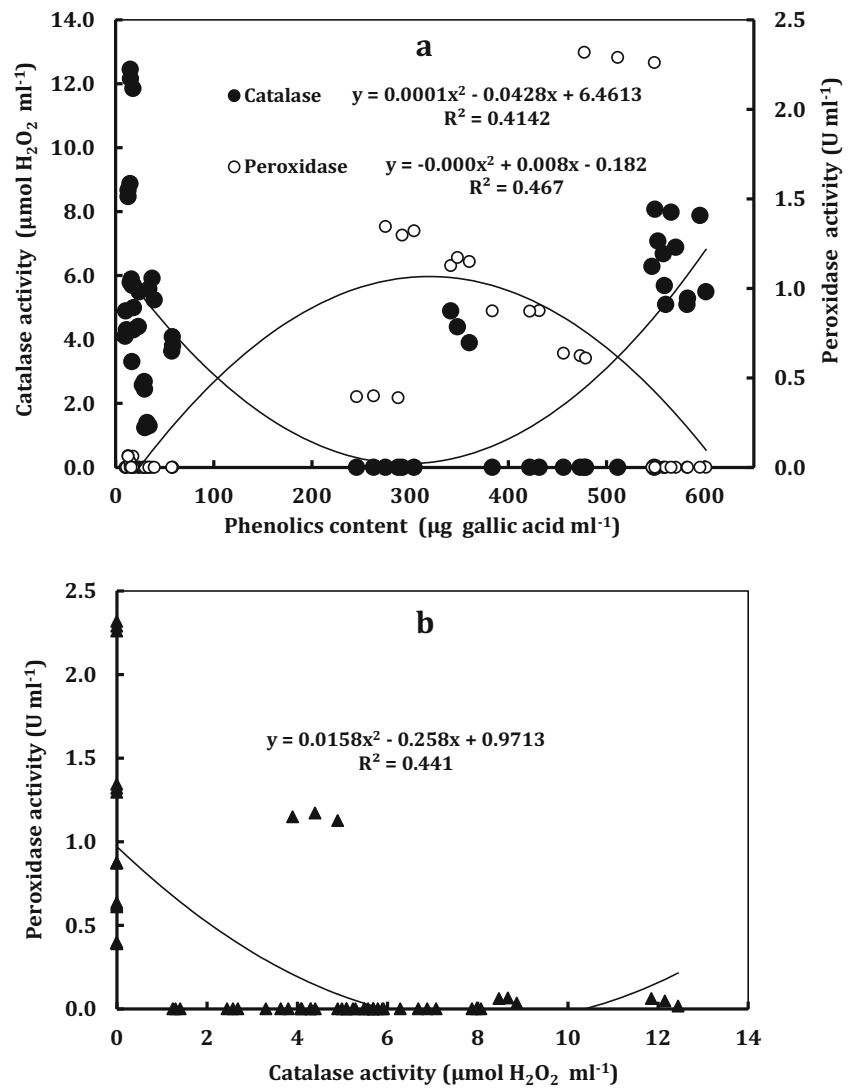 a
14.0
12.0
10.0
8.0
6.0
4.0
2.0
0.0
Catalase activity (µmol H₂O₂ ml⁻¹)
2.5
2.0
1.5
1.0
0.5
0.0
Peroxidase activity (U ml⁻¹)
Catalase y = 0.0001x² - 0.0428x + 6.4613
R² = 0.4142
Peroxidase y = -0.000x² + 0.008x - 0.182
R² = 0.467
0 100 200 300 400 500 600
Phenolics content (µg gallic acid ml⁻¹)
b
2.5
2.0
1.5
1.0
0.5
0.0
Peroxidase activity (U ml⁻¹)
y = 0.0158x² - 0.258x + 0.9713
R² = 0.441
0 2 4 6 8 10 12 14
Catalase activity (µmol H₂O₂ ml⁻¹)